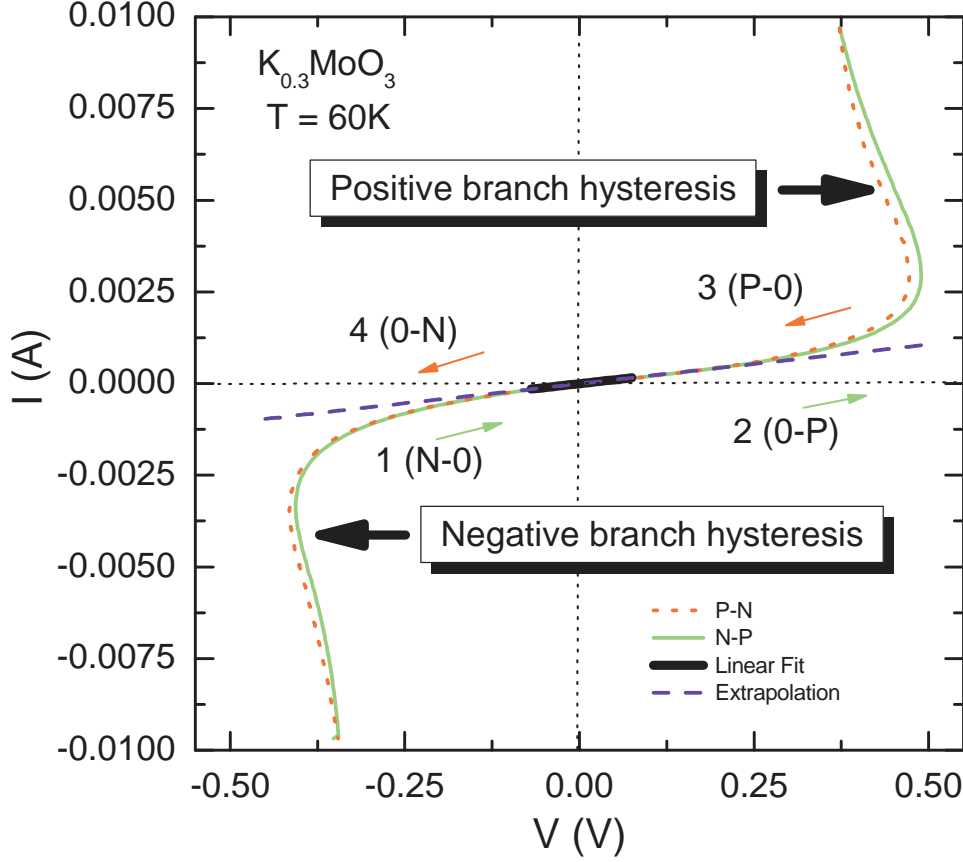 0.0100
0.0075
0.0050
0.0025
0.0000
-0.0025
-0.0050
-0.0075
-0.0100
I (A)
K0.3MoO3
T = 60K
Positive branch hysteresis
3 (P-0)
4 (0-N)
2 (0-P)
1 (N-0)
Negative branch hysteresis
P-N
N-P
Linear Fit
Extrapolation
-0.50
-0.25
0.00
0.25
0.50
V (V)